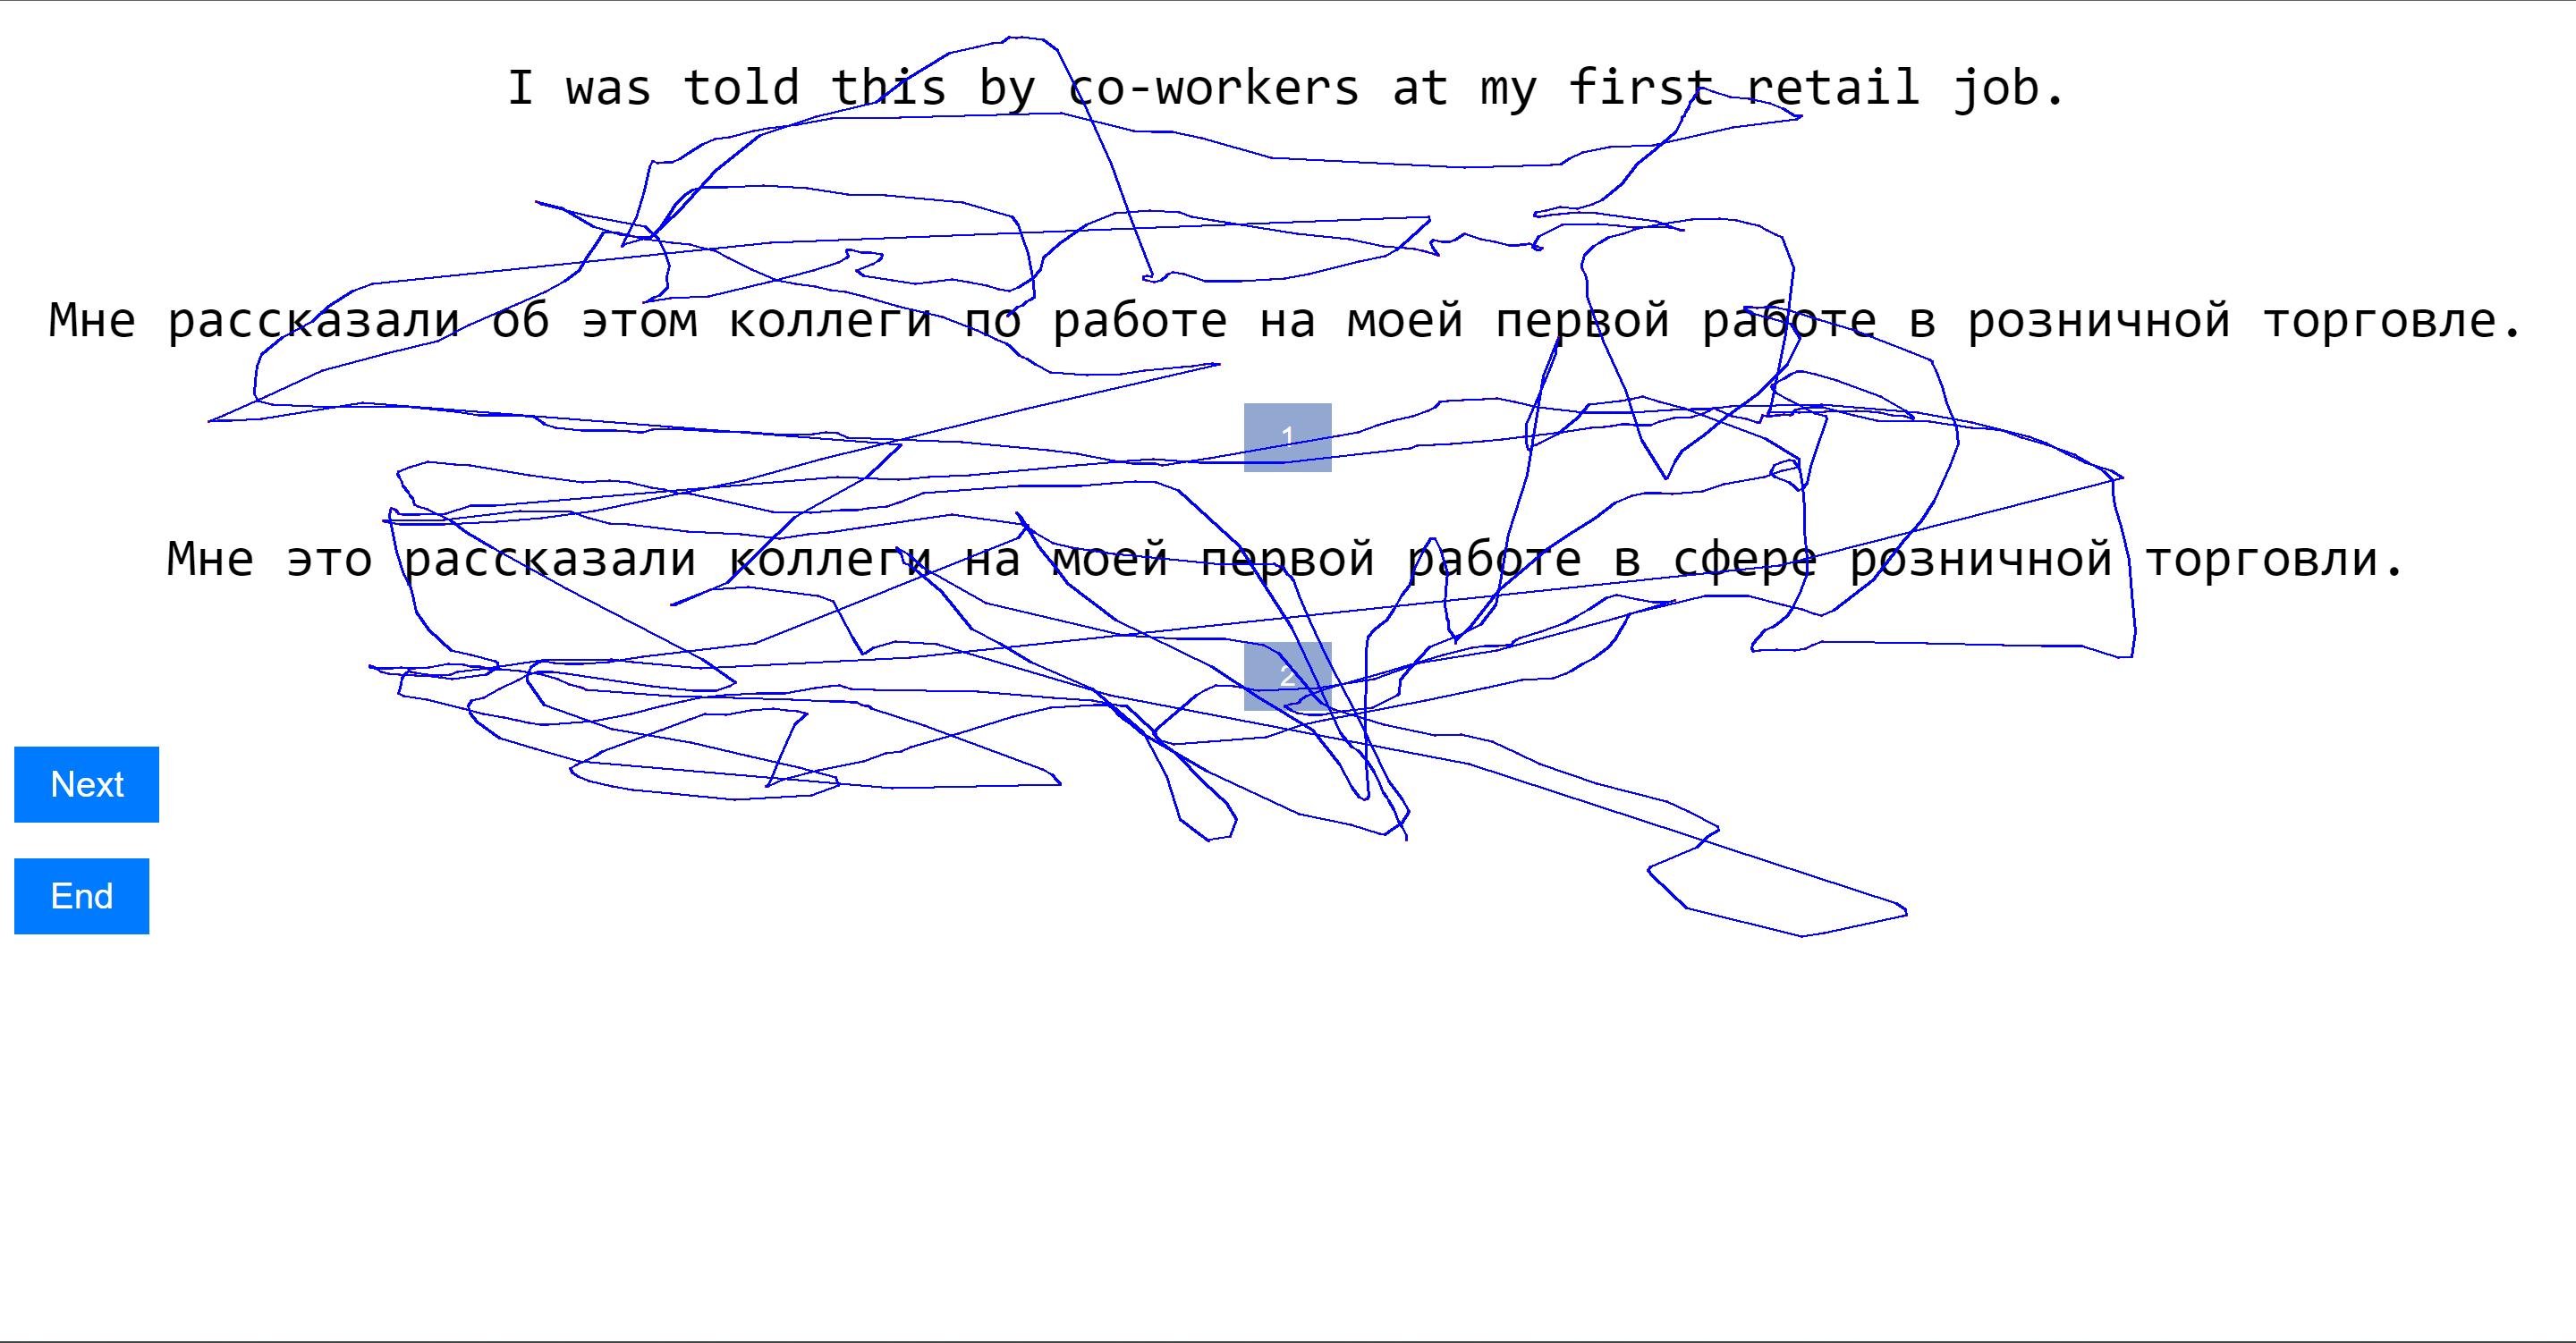 I was told this by co-workers at my first retail job.
Мне рассказали об этом коллеги по работе на моей первой работе в розничной торговле.
1
Мне это рассказали коллеги на моей первой работе в сфере розничной торговли.
2
Next
End